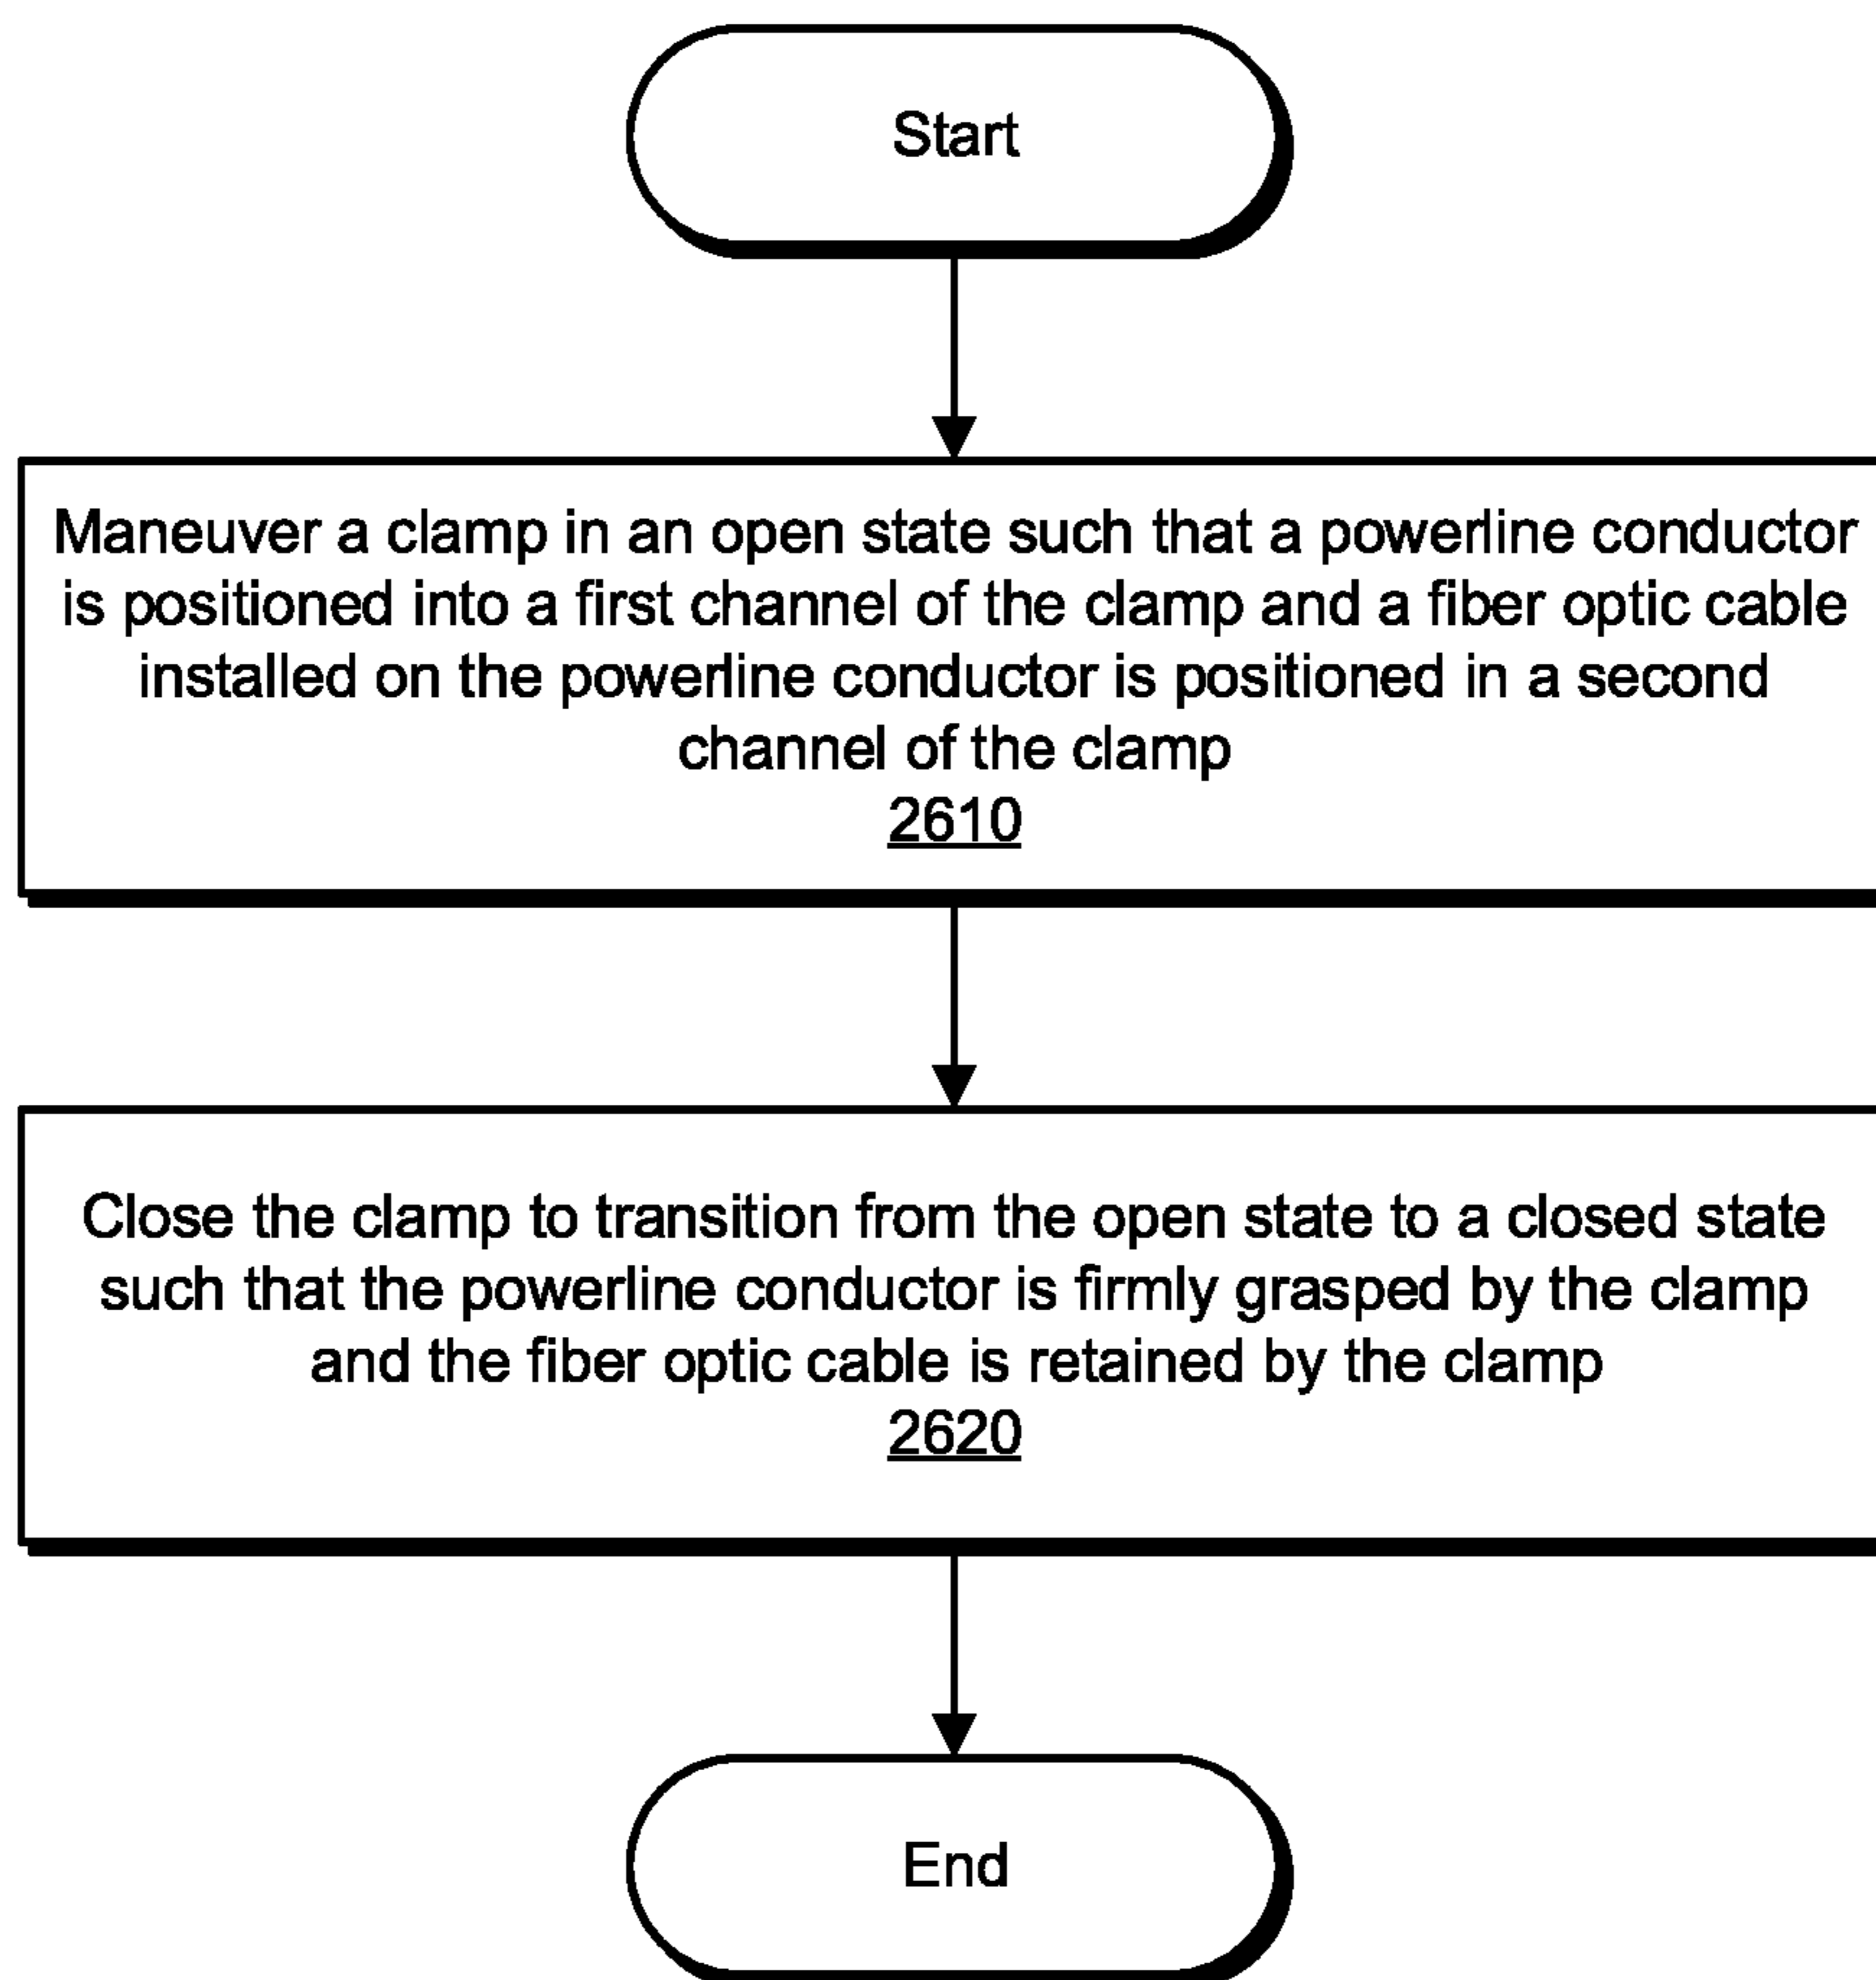 Start
Maneuver a clamp in an open state such that a powerline conductor
is positioned into a first channel of the clamp and a fiber optic cable
installed on the powerline conductor is positioned in a second
channel of the clamp
2610
Close the clamp to transition from the open state to a closed state
such that the powerline conductor is firmly grasped by the clamp
and the fiber optic cable is retained by the clamp
2620
End